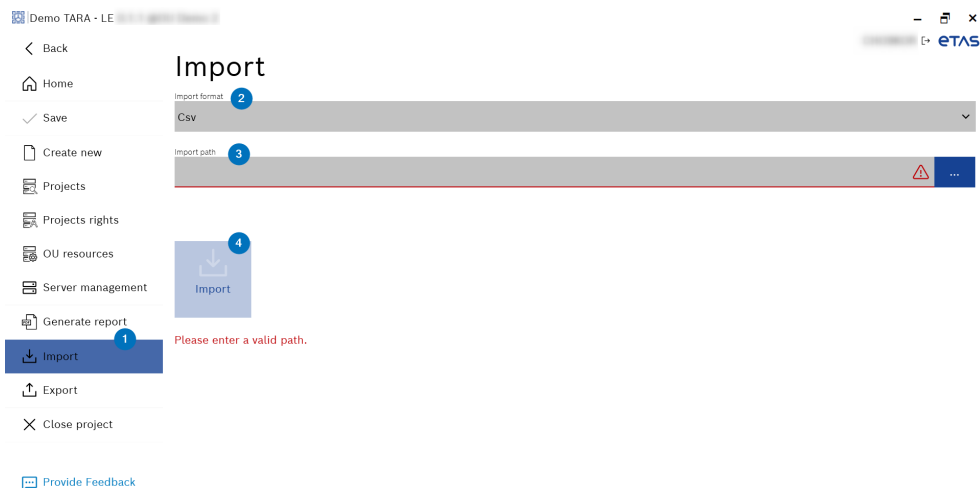 Demo TARA - LE
Back
ETAS
Import
Home
Import format
2
Save
Csv
Create new
Import path
3
Projects
...
Projects rights
OU resources
4
Server management
Import
Generate report
1
Please enter a valid path.
Import
Export
Close project
Provide Feedback